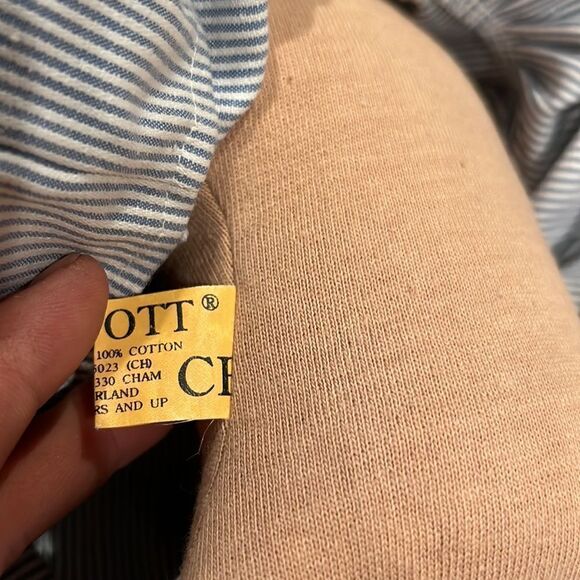 OTT®
100% COTTON
5023 (CH)
330 CHAM
CH
RLAND
RS AND UP